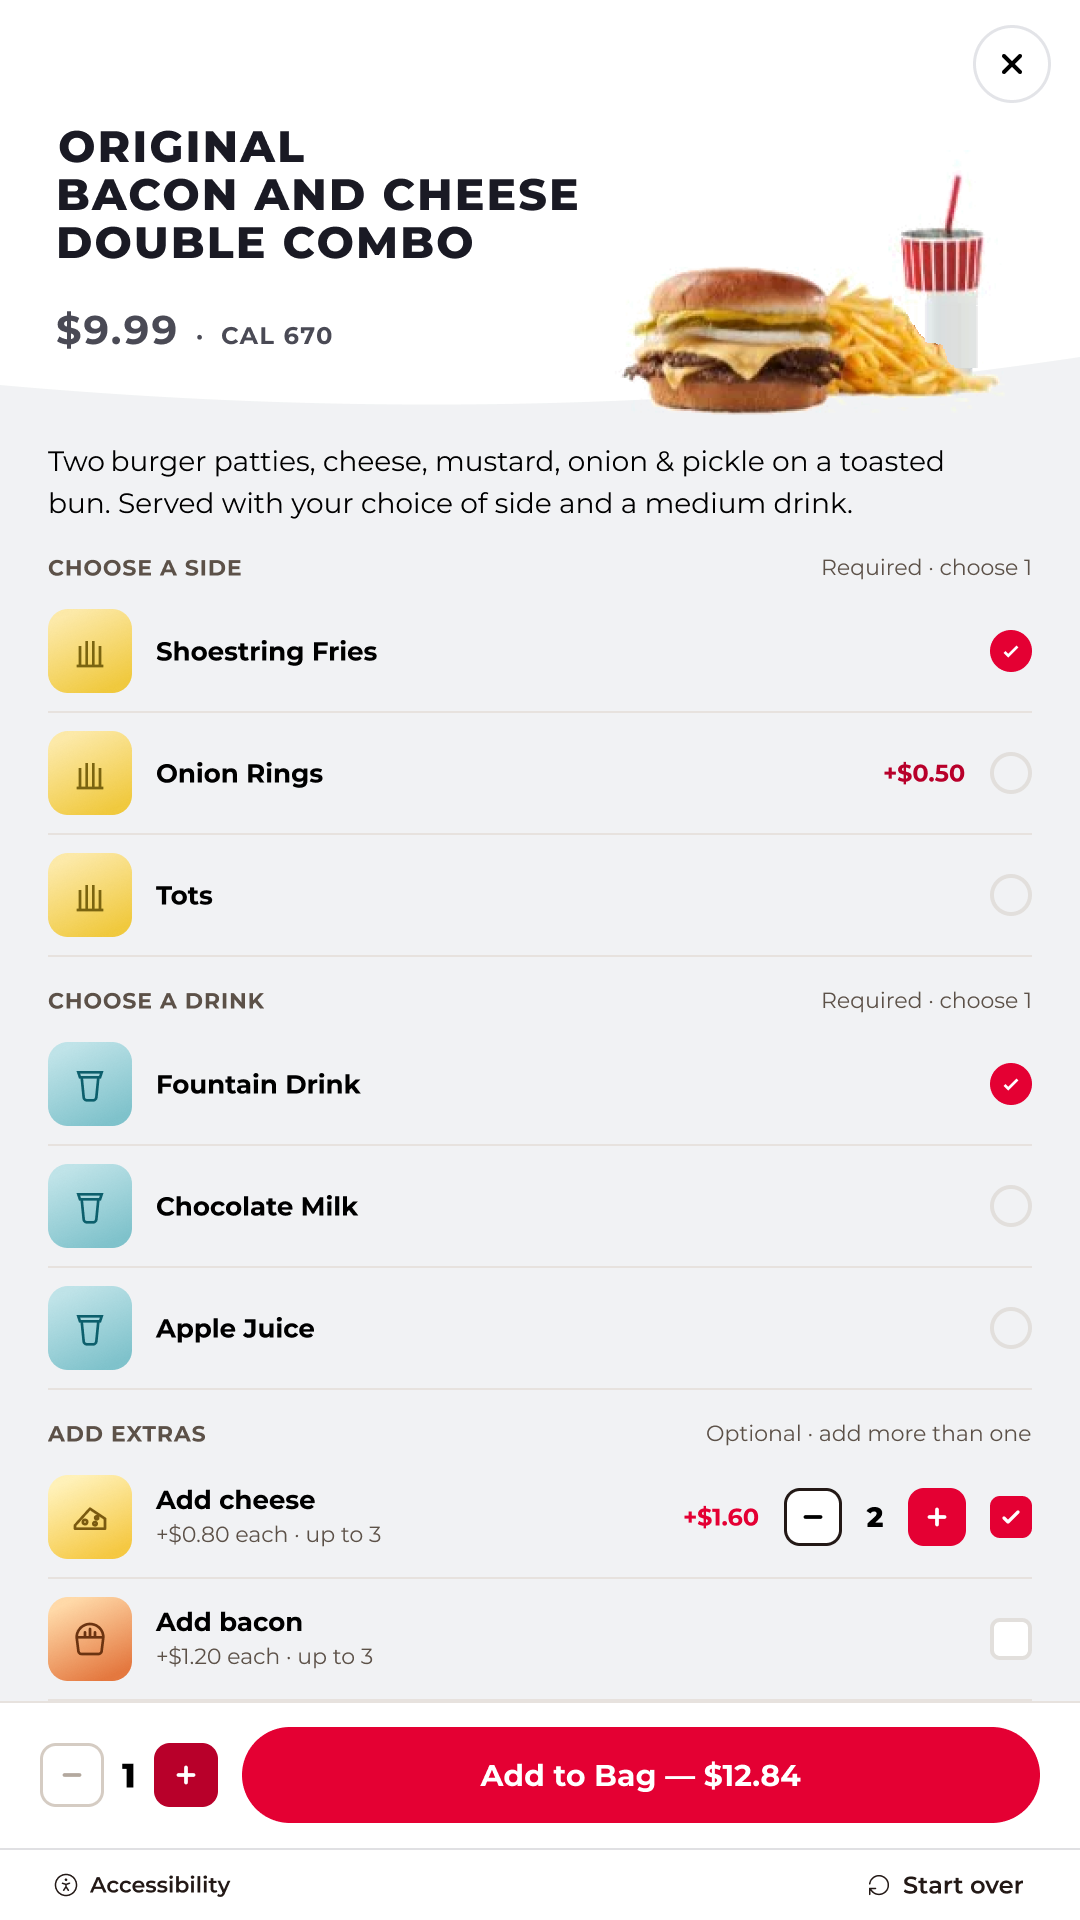 ORIGINAL
BACON AND CHEESE
DOUBLE COMBO
$9.99 · CAL 670
Two burger patties, cheese, mustard, onion & pickle on a toasted
bun. Served with your choice of side and a medium drink.
CHOOSE A SIDE Required · choose 1
Shoestring Fries
Onion Rings +$0.50
Tots
CHOOSE A DRINK Required · choose 1
Fountain Drink
Chocolate Milk
Apple Juice
ADD EXTRAS Optional · add more than one
Add cheese
+$0.80 each · up to 3
+$1.60 − 2 +
Add bacon
+$1.20 each · up to 3
− 1 + Add to Bag — $12.84
Accessibility Start over